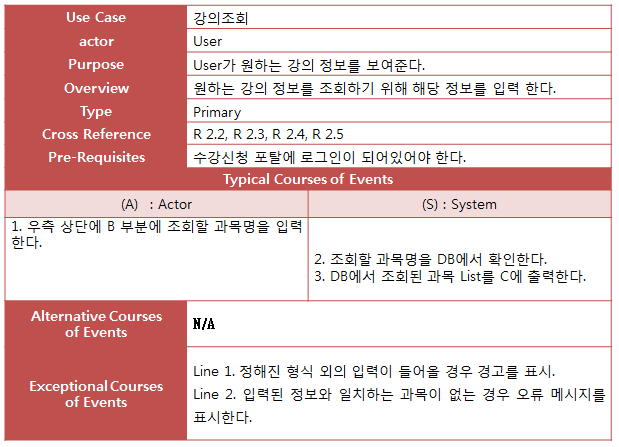 Use Case 강의조회
actor User
Purpose User가 원하는 강의 정보를 보여준다.
Overview 원하는 강의 정보를 조회하기 위해 해당 정보를 입력 한다.
Type Primary
Cross Reference R 2.2, R 2.3, R 2.4, R 2.5
Pre-Requisites 수강신청 포탈에 로그인이 되어있어야 한다.
Typical Courses of Events
(A) : Actor (S) : System
1. 우측 상단에 B 부분에 조회할 과목명을 입력
한다.
2. 조회할 과목명을 DB에서 확인한다.
3. DB에서 조회된 과목 List를 C에 출력한다.
Alternative Courses
of Events
N/A
Exceptional Courses
of Events
Line 1. 정해진 형식 외의 입력이 들어올 경우 경고를 표시.
Line 2. 입력된 정보와 일치하는 과목이 없는 경우 오류 메시지를
표시한다.